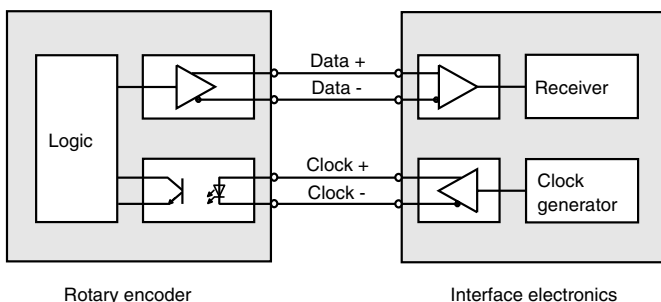 Data +
Data -
Receiver
Logic
Clock +
Clock -
Clock
generator
Rotary encoder
Interface electronics